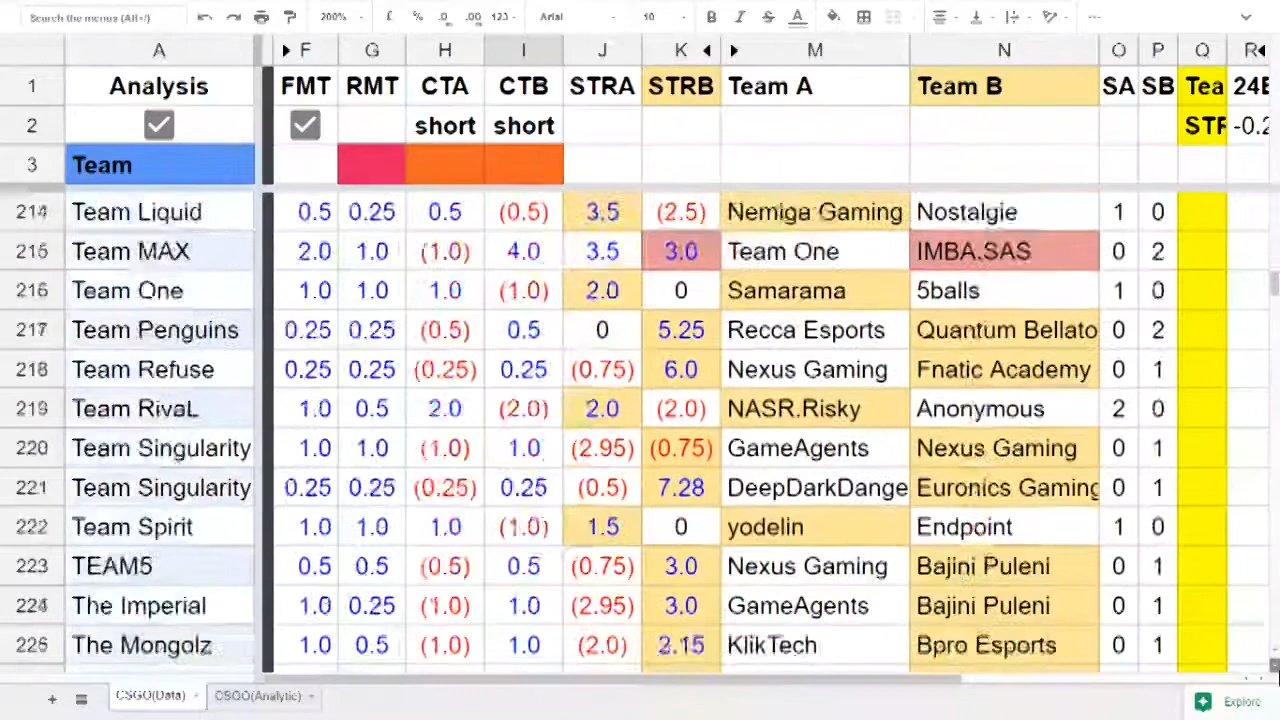 Search the menus (Alt+/) 200% £ % .0 .00 123 Arial 10 B I S A
A F G H I J K M N O P Q R
1 Analysis FMT RMT CTA CTB STRA STRB Team A Team B SA SB Tea 24E
2 short short STF -0.2
3 Team
214 Team Liquid 0.5 0.25 0.5 (0.5) 3.5 (2.5) Nemiga Gaming Nostalgie 1 0
215 Team MAX 2.0 1.0 (1.0) 4.0 3.5 3.0 Team One IMBA.SAS 0 2
216 Team One 1.0 1.0 1.0 (1.0) 2.0 0 Samarama 5balls 1 0
217 Team Penguins 0.25 0.25 (0.5) 0.5 0 5.25 Recca Esports Quantum Bellato 0 2
218 Team Refuse 0.25 0.25 (0.25) 0.25 (0.75) 6.0 Nexus Gaming Fnatic Academy 0 1
219 Team RivaL 1.0 0.5 2.0 (2.0) 2.0 (2.0) NASR.Risky Anonymous 2 0
220 Team Singularity 1.0 1.0 (1.0) 1.0 (2.95) (0.75) GameAgents Nexus Gaming 0 1
221 Team Singularity 0.25 0.25 (0.25) 0.25 (0.5) 7.28 DeepDarkDange Euronics Gaming 0 1
222 Team Spirit 1.0 1.0 1.0 (1.0) 1.5 0 yodelin Endpoint 1 0
223 TEAM5 0.5 0.5 (0.5) 0.5 (0.75) 3.0 Nexus Gaming Bajini Puleni 0 1
224 The Imperial 1.0 0.25 (1.0) 1.0 (2.95) 3.0 GameAgents Bajini Puleni 0 1
225 The Mongolz 1.0 0.5 (1.0) 1.0 (2.0) 2.15 KlikTech Bpro Esports 0 1
CSGO(Data) CSGO(Analytic) Explore